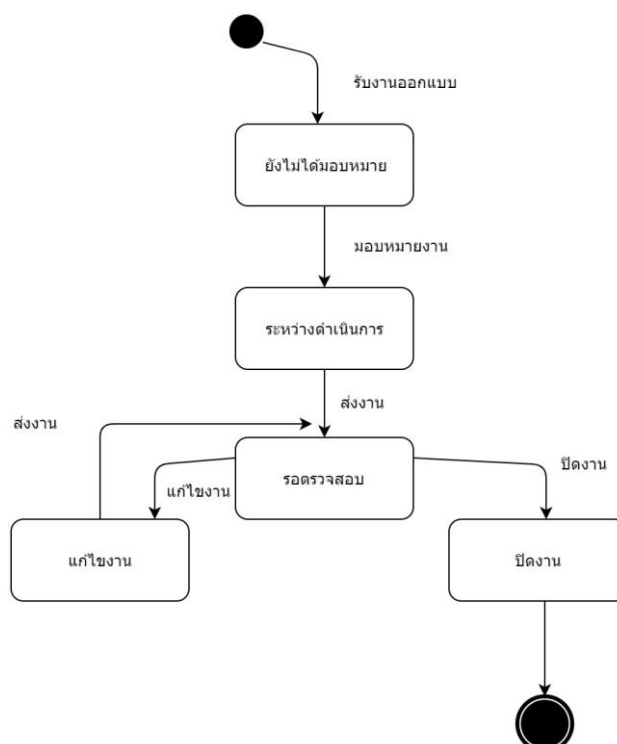 รับงานออกแบบ
ยังไม่ได้มอบหมาย
มอบหมายงาน
ระหว่างดำเนินการ
ส่งงาน
ส่งงาน
รอตรวจสอบ
ปิดงาน
แก้ไขงาน
แก้ไขงาน
ปิดงาน